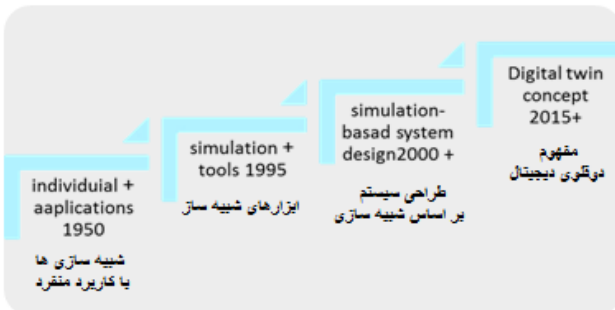 individuial +
aaplications
1950
شبیه سازی ها
با کاربرد منفرد
simulation +
tools 1995
ابزارهای شبیه ساز
simulation-
basad system
design2000 +
طراحی سیستم
بر اساس شبیه سازی
Digital twin
concept
2015+
مفهوم
دوقلوی دیجیتال